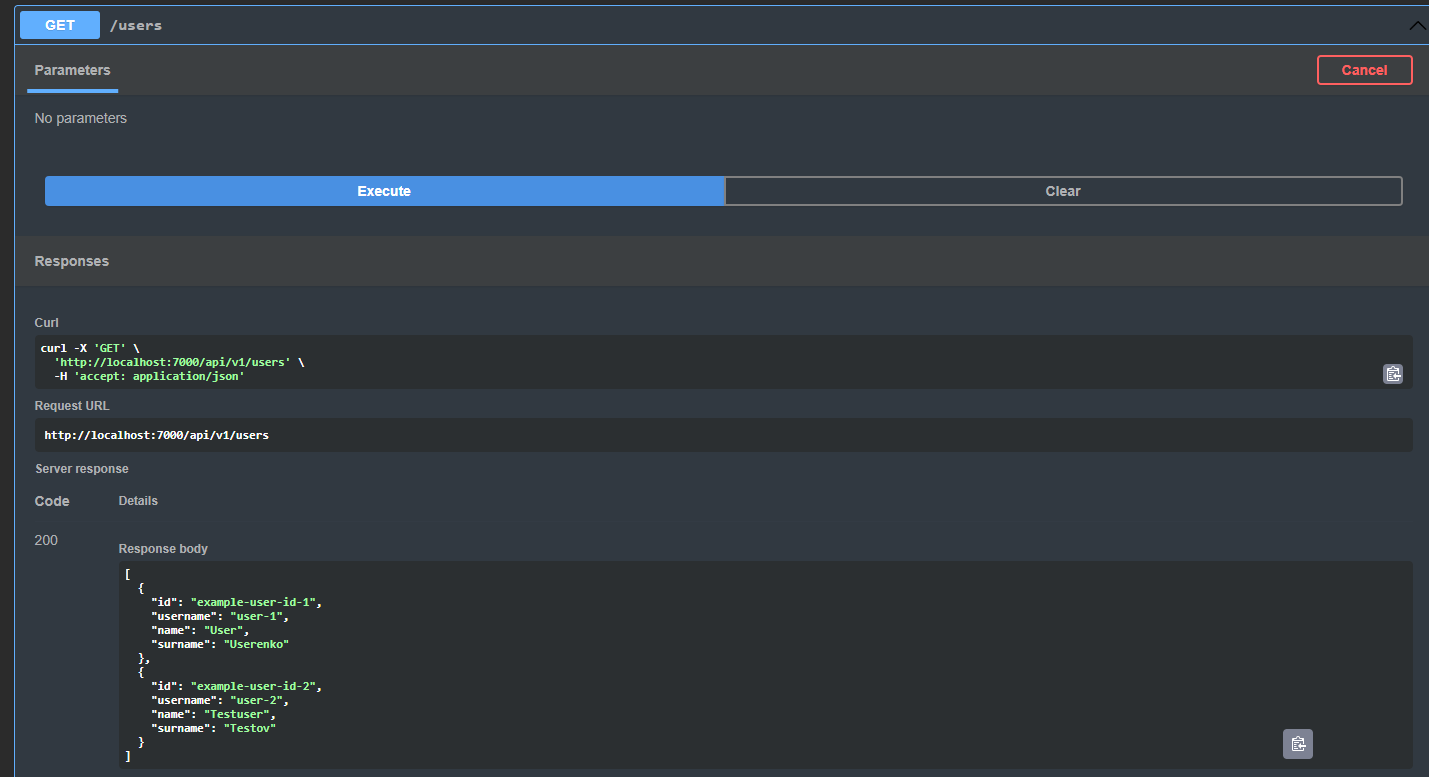 GET /users
Parameters
Cancel
No parameters
Execute
Clear
Responses
Curl
curl -X 'GET' \
  'http://localhost:7000/api/v1/users' \
  -H 'accept: application/json'
Request URL
http://localhost:7000/api/v1/users
Server response
Code Details
200
Response body
[
  {
    "id": "example-user-id-1",
    "username": "user-1",
    "name": "User",
    "surname": "Userenko"
  },
  {
    "id": "example-user-id-2",
    "username": "user-2",
    "name": "Testuser",
    "surname": "Testov"
  }
]